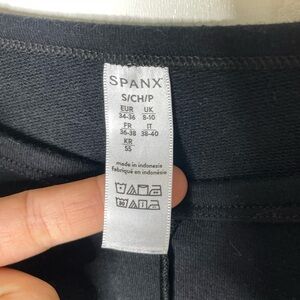 SPANX
S/CH/P
EUR UK
34-36 8-10
FR IT
36-38 38-40
KR
55
made in indonesia
fabriqué en indonésie